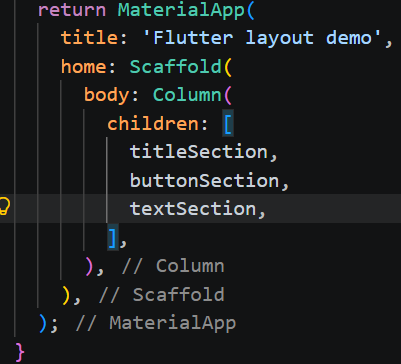 return MaterialApp(
title: 'Flutter layout demo',
home: Scaffold(
body: Column(
children: [
titleSection,
buttonSection,
textSection,
],
), // Column
), // Scaffold
); // MaterialApp
}